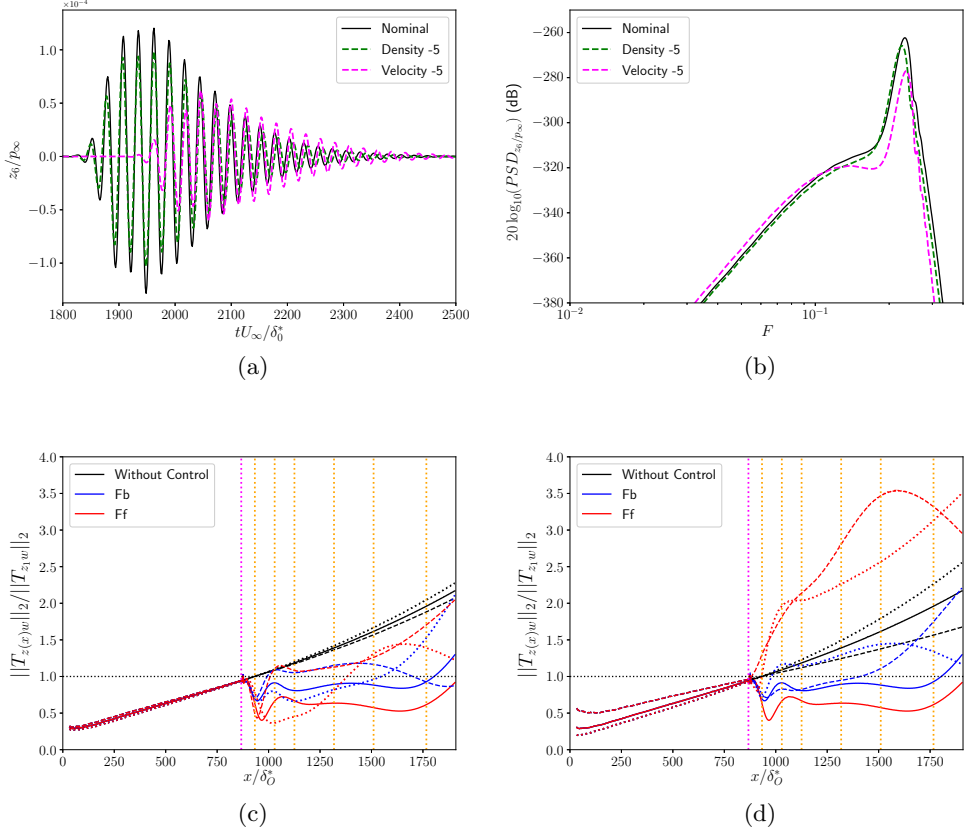 ×10⁻⁴
1.0
0.5
0.0
−0.5
−1.0
z₆/p∞
1800 1900 2000 2100 2200 2300 2400 2500
tU∞/δ₀*
Nominal
Density -5
Velocity -5
(a)
−260
−280
−300
−320
−340
−360
−380
20 log₁₀(PSD_{z₆/p∞}) (dB)
10⁻² 10⁻¹
F
Nominal
Density -5
Velocity -5
(b)
4.0
3.5
3.0
2.5
2.0
1.5
1.0
0.5
0.0
||T_{z(x)w}||₂/||T_{z₁w}||₂
0 250 500 750 1000 1250 1500 1750
x/δ_O*
Without Control
Fb
Ff
(c)
4.0
3.5
3.0
2.5
2.0
1.5
1.0
0.5
0.0
||T_{z(x)w}||₂/||T_{z₁w}||₂
0 250 500 750 1000 1250 1500 1750
x/δ_O*
Without Control
Fb
Ff
(d)